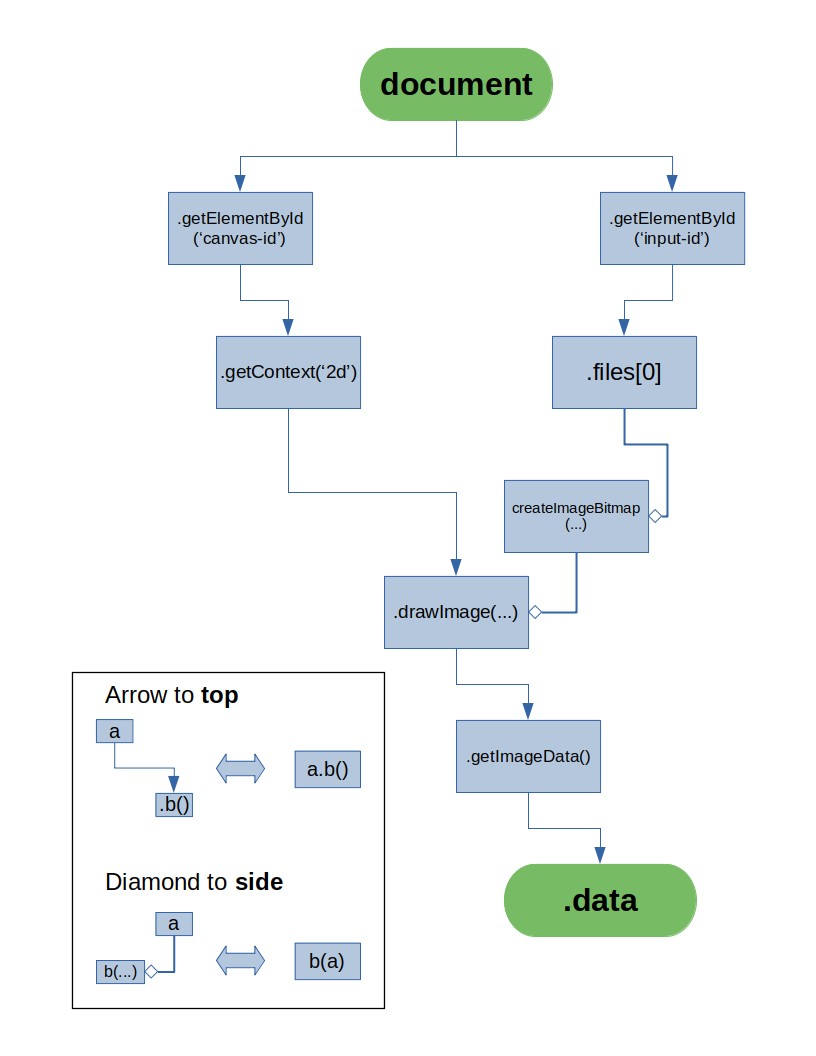 document
.getElementById
(‘canvas-id’)
.getElementById
(‘input-id’)
.getContext(‘2d’)
.files[0]
createImageBitmap
(...)
.drawImage(...)
.getImageData()
.data
Arrow to top
a
.b()
a.b()
Diamond to side
a
b(...)
b(a)